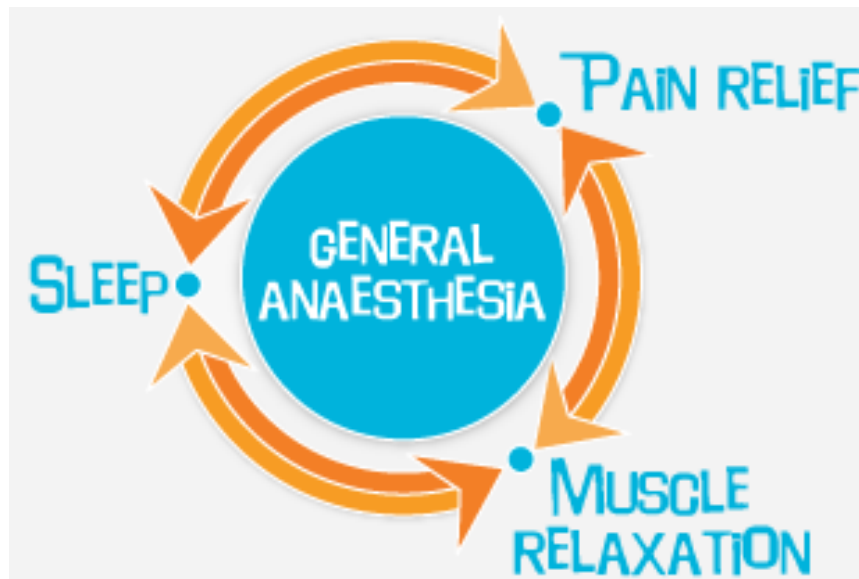 PAIN RELIEF
GENERAL
ANAESTHESIA
SLEEP
MUSCLE
RELAXATION